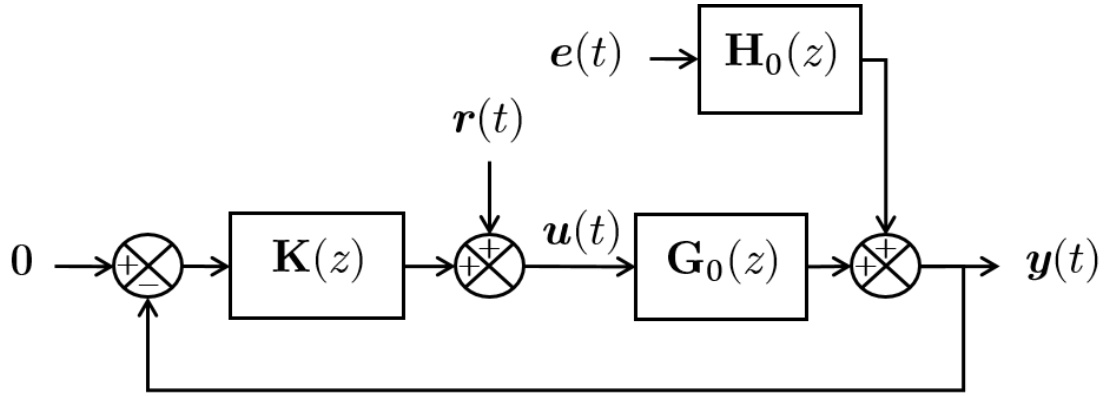 e(t)
H₀(z)
r(t)
0
+
−
K(z)
+
+
u(t)
G₀(z)
+
+
y(t)